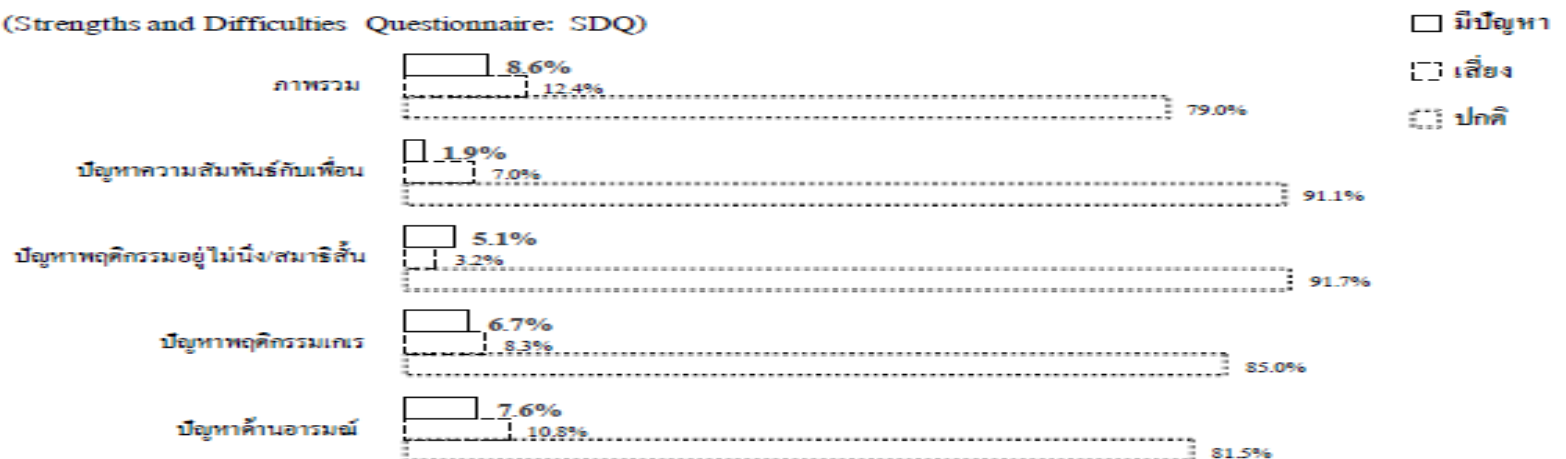 (Strengths and Difficulties Questionnaire: SDQ)
มีปัญหา
เสี่ยง
ปกติ
ภาพรวม
8.6%
12.4%
79.0%
ปัญหาความสัมพันธ์กับเพื่อน
1.9%
7.0%
91.1%
ปัญหาพฤติกรรมอยู่ไม่นิ่ง/สมาธิสั้น
5.1%
3.2%
91.7%
ปัญหาพฤติกรรมเกเร
6.7%
8.3%
85.0%
ปัญหาด้านอารมณ์
7.6%
10.8%
81.5%